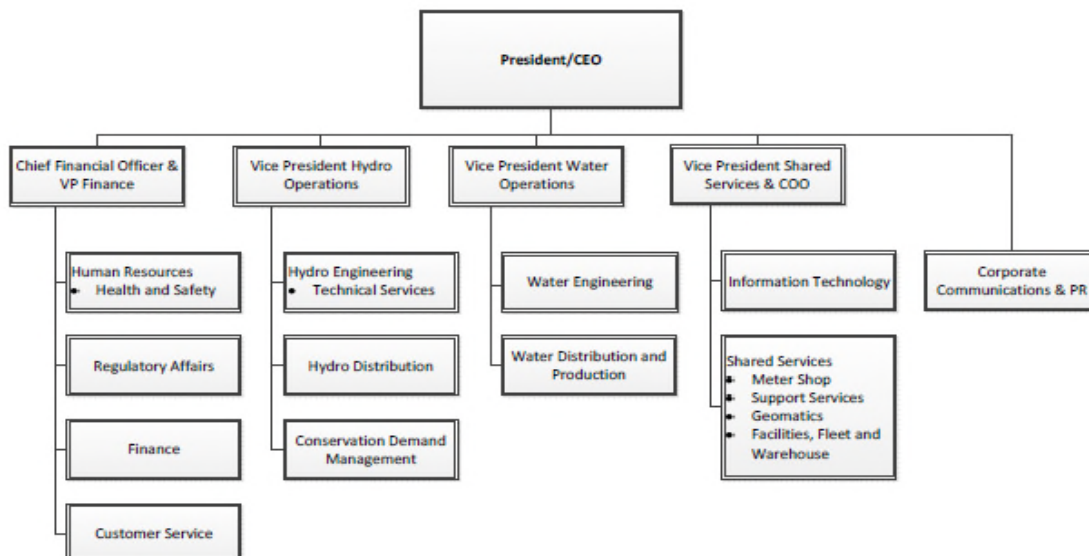 President/CEO
Chief Financial Officer &
VP Finance
Vice President Hydro
Operations
Vice President Water
Operations
Vice President Shared
Services & COO
Human Resources
• Health and Safety
Regulatory Affairs
Finance
Customer Service
Hydro Engineering
• Technical Services
Hydro Distribution
Conservation Demand
Management
Water Engineering
Water Distribution and
Production
Information Technology
Shared Services
• Meter Shop
• Support Services
• Geomatics
• Facilities, Fleet and
Warehouse
Corporate
Communications & PR